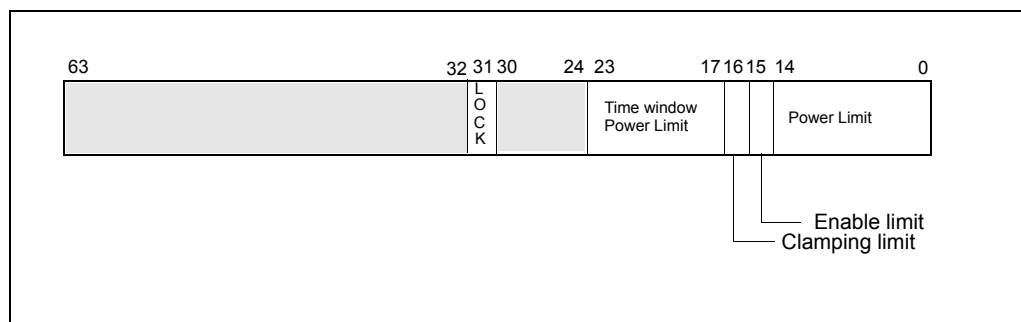 63 32 31 30 24 23 17 16 15 14 0
L
O
C
K
Time window
Power Limit
Power Limit
Enable limit
Clamping limit